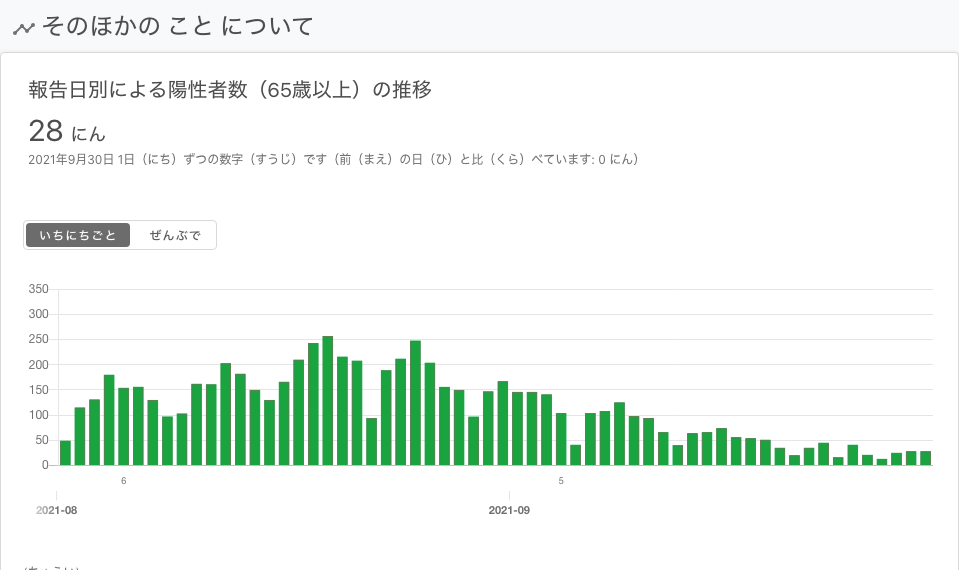 そのほかの こと について
報告日別による陽性者数（65歳以上）の推移
28 にん
2021年9月30日 1日（にち）ずつの数字（すうじ）です（前（まえ）の日（ひ）と比（くら）べています: 0 にん）
いちにちごと ぜんぶで
350
300
250
200
150
100
50
0
6 5
2021-08 2021-09